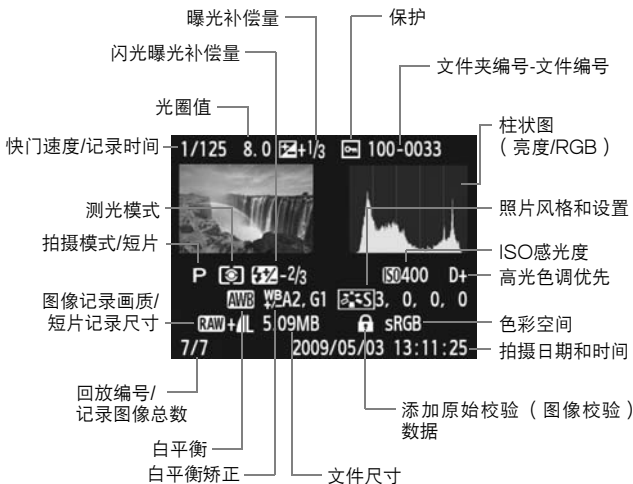 曝光补偿量
保护
闪光曝光补偿量
文件夹编号-文件编号
光圈值
柱状图
（亮度/RGB）
快门速度/记录时间
1/125 8.0 +1/3 100-0033
测光模式
照片风格和设置
拍摄模式/短片
ISO感光度
P -2/3 ISO400 D+
高光色调优先
图像记录画质/
短片记录尺寸
AWB WB+/-A2, G1 S3, 0, 0, 0
RAW+L 5.09MB sRGB
色彩空间
7/7 2009/05/03 13:11:25
拍摄日期和时间
回放编号/
记录图像总数
添加原始校验（图像校验）
数据
白平衡
白平衡矫正
文件尺寸